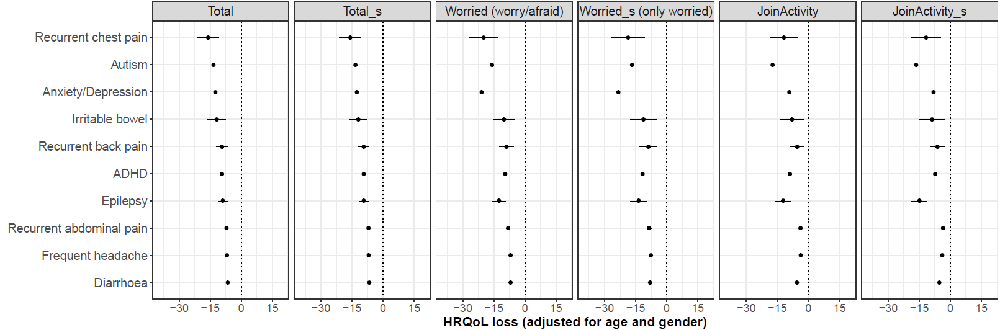 Total Total_s Worried (worry/afraid) Worried_s (only worried) JoinActivity JoinActivity_s
Recurrent chest pain
Autism
Anxiety/Depression
Irritable bowel
Recurrent back pain
ADHD
Epilepsy
Recurrent abdominal pain
Frequent headache
Diarrhoea
−30 −15 0 15 −30 −15 0 15 −30 −15 0 15 −30 −15 0 15 −30 −15 0 15 −30 −15 0 15
HRQoL loss (adjusted for age and gender)